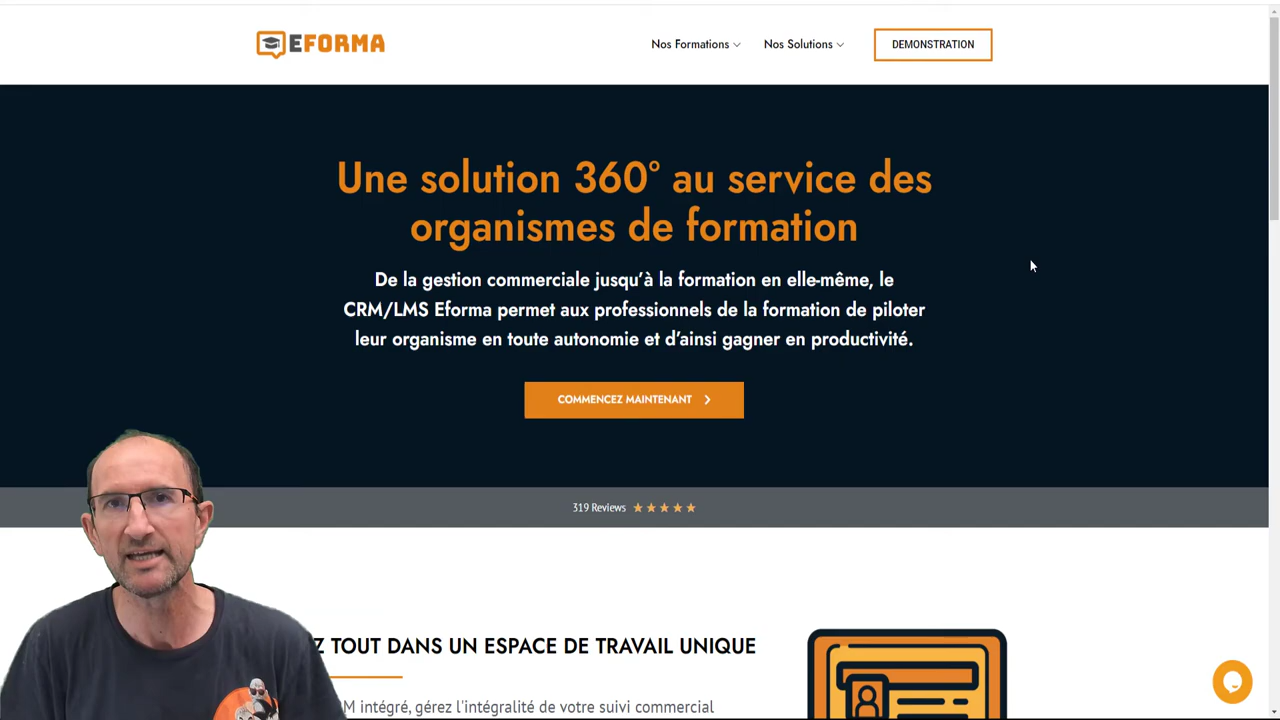 EFORMA
Nos Formations
Nos Solutions
DEMONSTRATION
Une solution 360° au service des
organismes de formation
De la gestion commerciale jusqu'à la formation en elle-même, le
CRM/LMS Eforma permet aux professionnels de la formation de piloter
leur organisme en toute autonomie et d'ainsi gagner en productivité.
COMMENCEZ MAINTENANT
319 Reviews
Z TOUT DANS UN ESPACE DE TRAVAIL UNIQUE
M intégré, gérez l'intégralité de votre suivi commercial